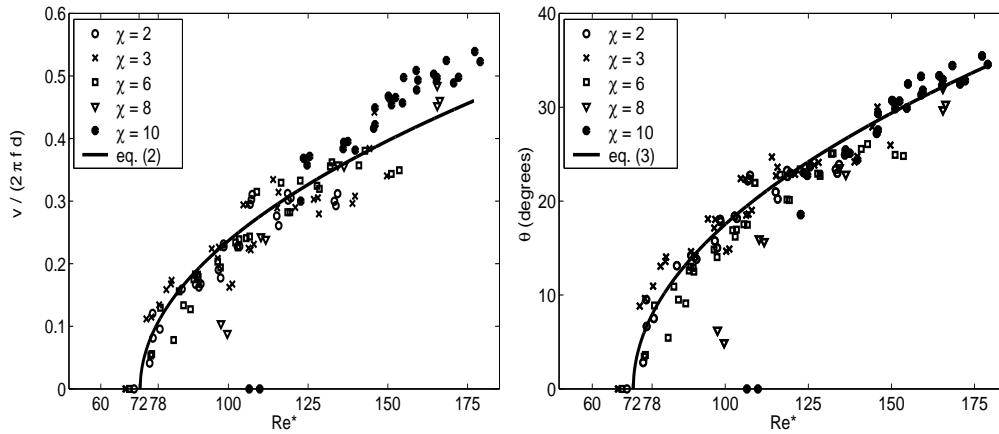 0.6
0.5
0.4
0.3
0.2
0.1
0
v / (2 π f d)
χ = 2
χ = 3
χ = 6
χ = 8
χ = 10
eq. (2)
60 72 78 100 125 150 175
Re*
40
30
20
10
0
θ (degrees)
χ = 2
χ = 3
χ = 6
χ = 8
χ = 10
eq. (3)
60 72 78 100 125 150 175
Re*